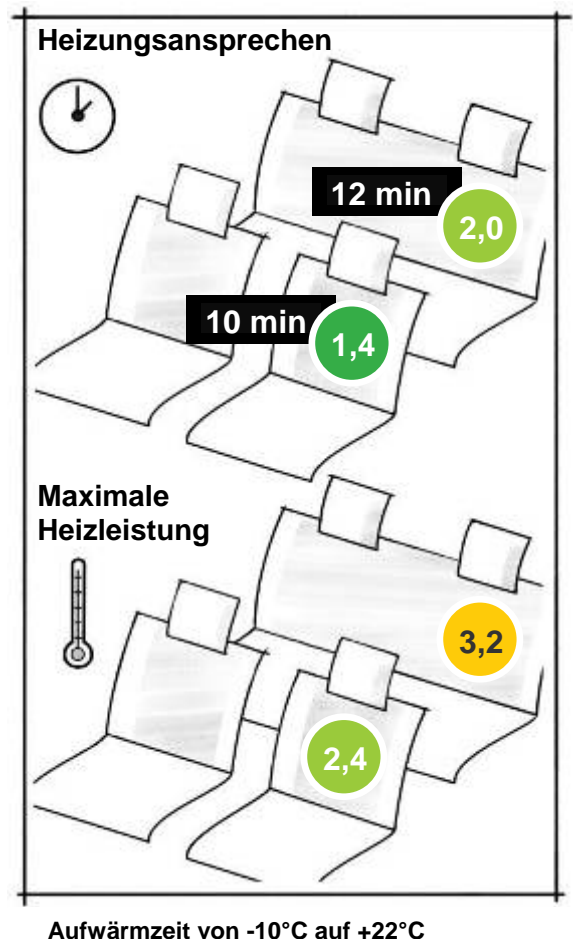 Heizungsansprechen
12 min
2,0
10 min
1,4
Maximale
Heizleistung
3,2
2,4
Aufwärmzeit von -10°C auf +22°C